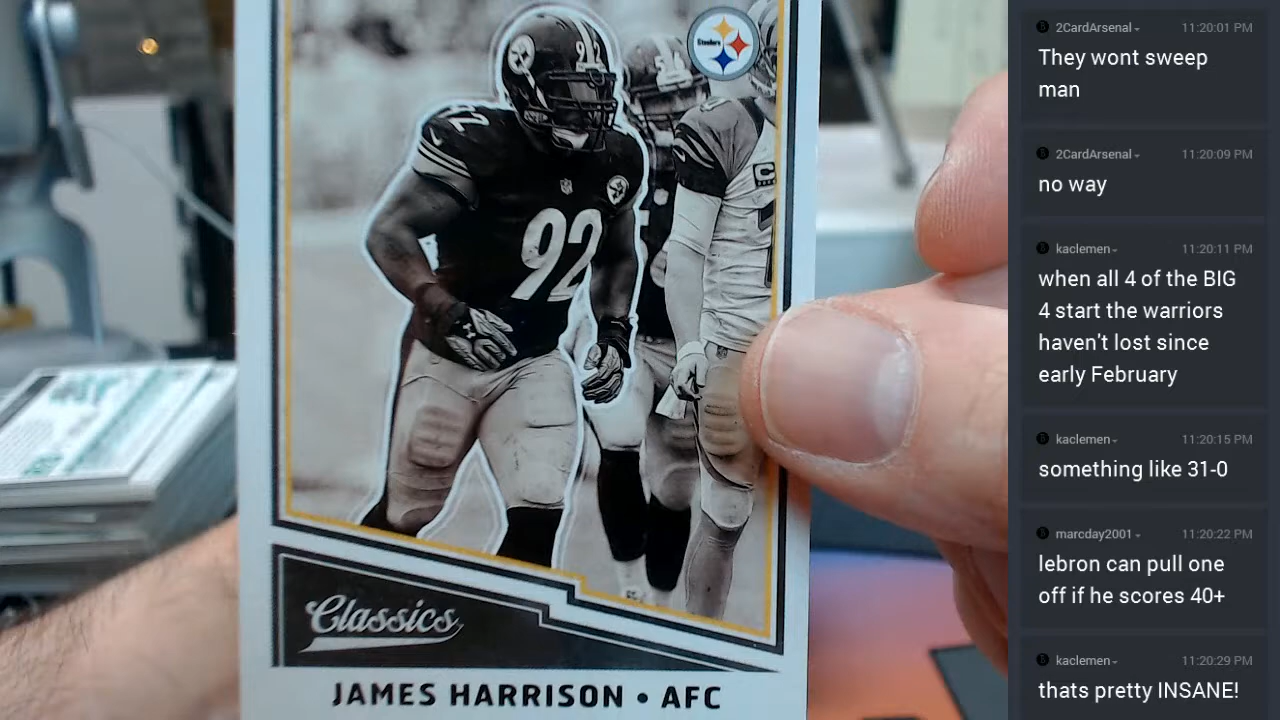 Steelers
92
92
92
C
Classics
JAMES HARRISON • AFC
2CardArsenal 11:20:01 PM
They wont sweep
man
2CardArsenal 11:20:09 PM
no way
kaclemen 11:20:11 PM
when all 4 of the BIG
4 start the warriors
haven't lost since
early February
kaclemen 11:20:15 PM
something like 31-0
marcday2001 11:20:22 PM
lebron can pull one
off if he scores 40+
kaclemen 11:20:29 PM
thats pretty INSANE!